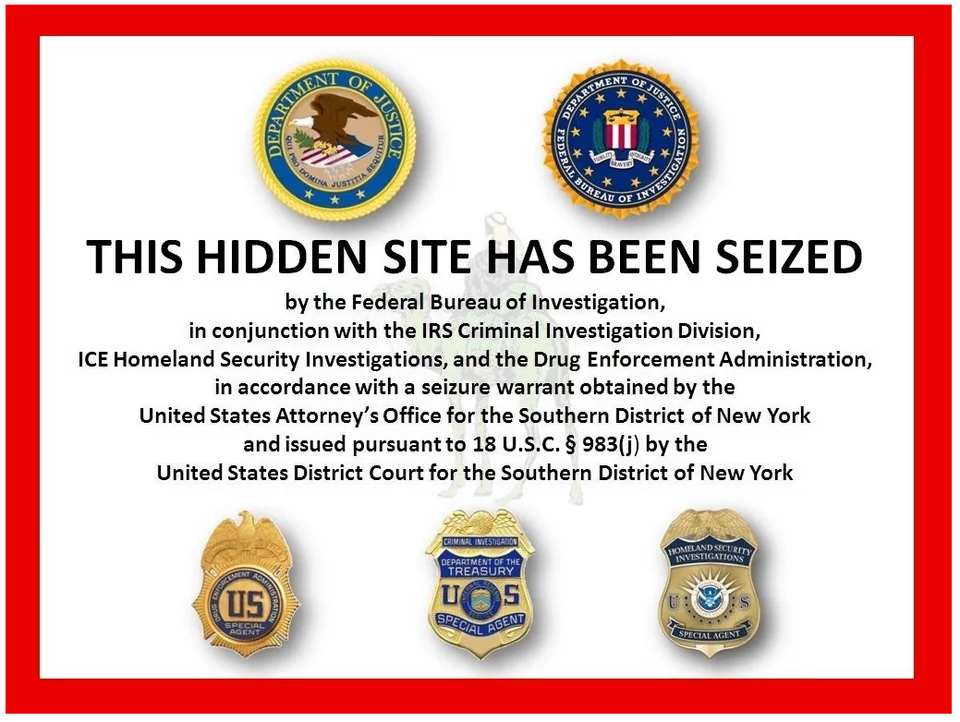 DEPARTMENT OF JUSTICE
QUI PRO DOMINA JUSTITIA SEQUITUR
DEPARTMENT OF JUSTICE
FEDERAL BUREAU OF INVESTIGATION
FIDELITY BRAVERY INTEGRITY
THIS HIDDEN SITE HAS BEEN SEIZED
by the Federal Bureau of Investigation,
in conjunction with the IRS Criminal Investigation Division,
ICE Homeland Security Investigations, and the Drug Enforcement Administration,
in accordance with a seizure warrant obtained by the
United States Attorney’s Office for the Southern District of New York
and issued pursuant to 18 U.S.C. § 983(j) by the
United States District Court for the Southern District of New York
DRUG ENFORCEMENT ADMINISTRATION
US
SPECIAL
AGENT
CRIMINAL INVESTIGATION
DEPARTMENT OF THE
TREASURY
U S
SPECIAL AGENT
HOMELAND SECURITY
INVESTIGATIONS
U S
SPECIAL AGENT